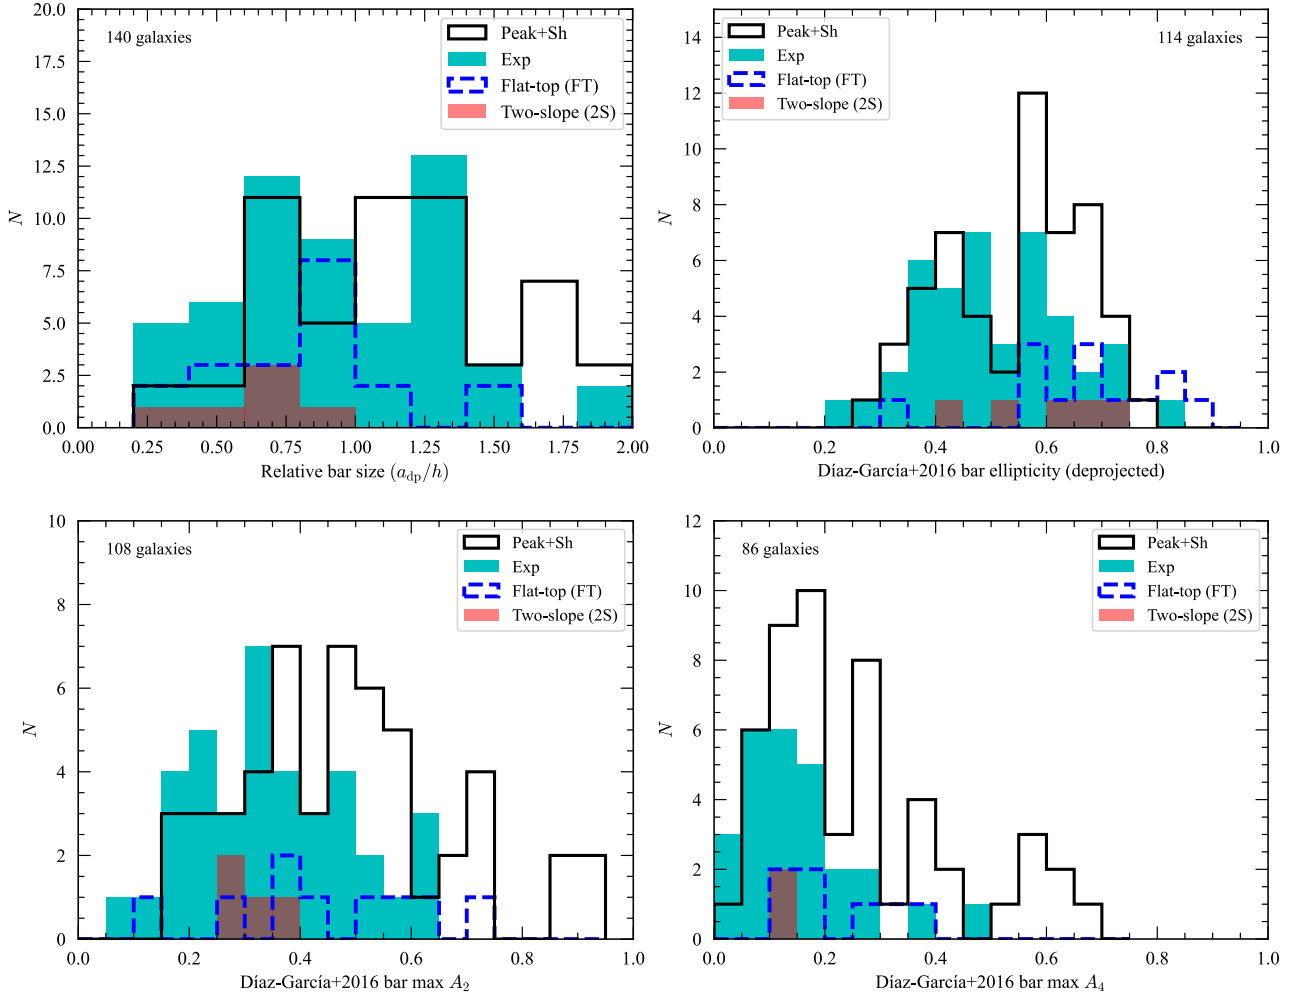 140 galaxies
Peak+Sh
Exp
Flat-top (FT)
Two-slope (2S)
20.0
17.5
15.0
12.5
10.0
7.5
5.0
2.5
0.0
N
0.00 0.25 0.50 0.75 1.00 1.25 1.50 1.75 2.00
Relative bar size (a_dp/h)
Peak+Sh
Exp
Flat-top (FT)
Two-slope (2S)
114 galaxies
14
12
10
8
6
4
2
0
N
0.0 0.2 0.4 0.6 0.8 1.0
Díaz-García+2016 bar ellipticity (deprojected)
108 galaxies
Peak+Sh
Exp
Flat-top (FT)
Two-slope (2S)
10
8
6
4
2
0
N
0.0 0.2 0.4 0.6 0.8 1.0
Díaz-García+2016 bar max A₂
86 galaxies
Peak+Sh
Exp
Flat-top (FT)
Two-slope (2S)
12
10
8
6
4
2
0
N
0.0 0.2 0.4 0.6 0.8 1.0
Díaz-García+2016 bar max A₄